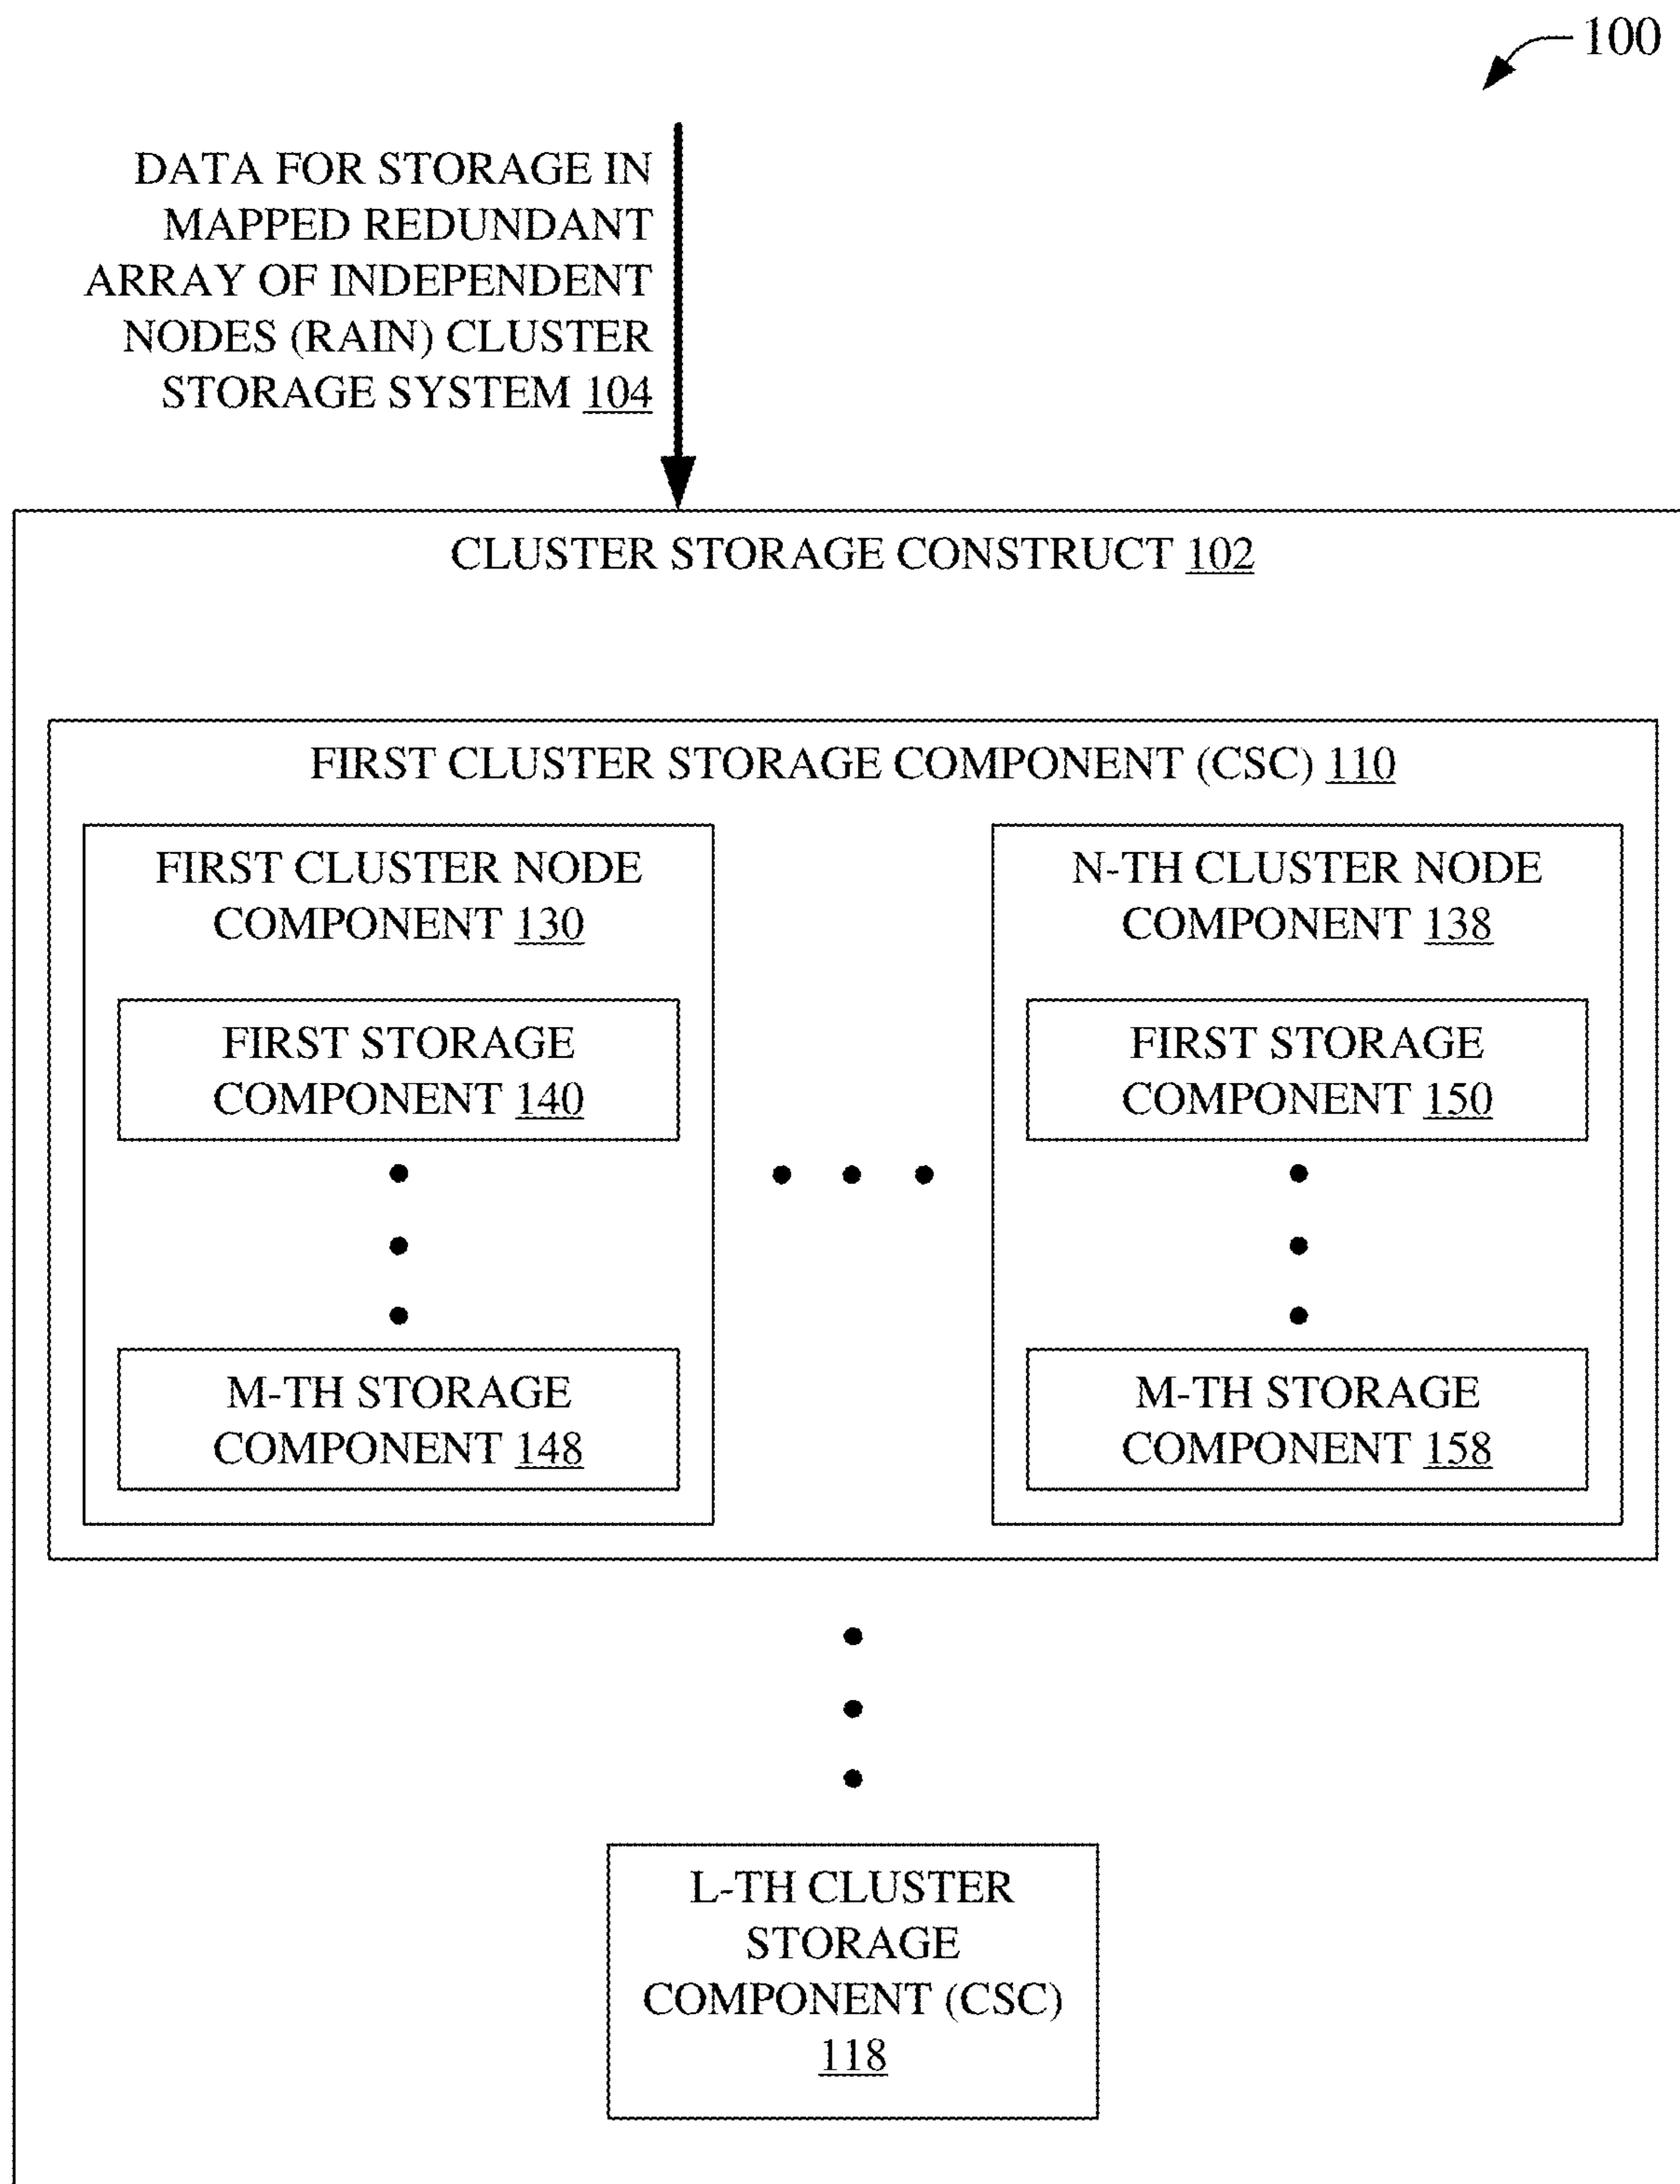 100
DATA FOR STORAGE IN
MAPPED REDUNDANT
ARRAY OF INDEPENDENT
NODES (RAIN) CLUSTER
STORAGE SYSTEM 104
CLUSTER STORAGE CONSTRUCT 102
FIRST CLUSTER STORAGE COMPONENT (CSC) 110
FIRST CLUSTER NODE
COMPONENT 130
FIRST STORAGE
COMPONENT 140
M-TH STORAGE
COMPONENT 148
N-TH CLUSTER NODE
COMPONENT 138
FIRST STORAGE
COMPONENT 150
M-TH STORAGE
COMPONENT 158
L-TH CLUSTER
STORAGE
COMPONENT (CSC)
118